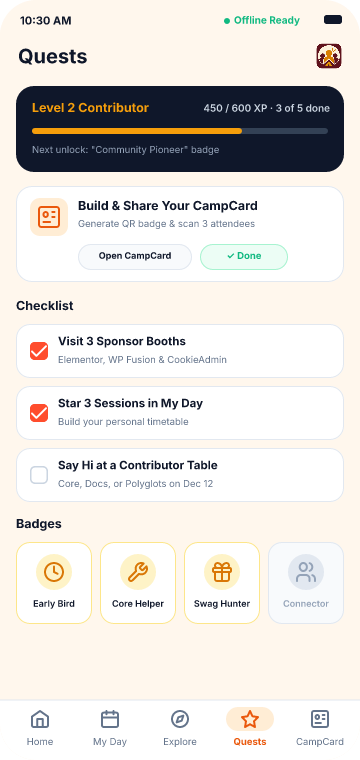 10:30 AM
Offline Ready
Quests
Level 2 Contributor
450 / 600 XP · 3 of 5 done
Next unlock: "Community Pioneer" badge
Build & Share Your CampCard
Generate QR badge & scan 3 attendees
Open CampCard
✓ Done
Checklist
Visit 3 Sponsor Booths
Elementor, WP Fusion & CookieAdmin
Star 3 Sessions in My Day
Build your personal timetable
Say Hi at a Contributor Table
Core, Docs, or Polyglots on Dec 12
Badges
Early Bird
Core Helper
Swag Hunter
Connector
Home
My Day
Explore
Quests
CampCard